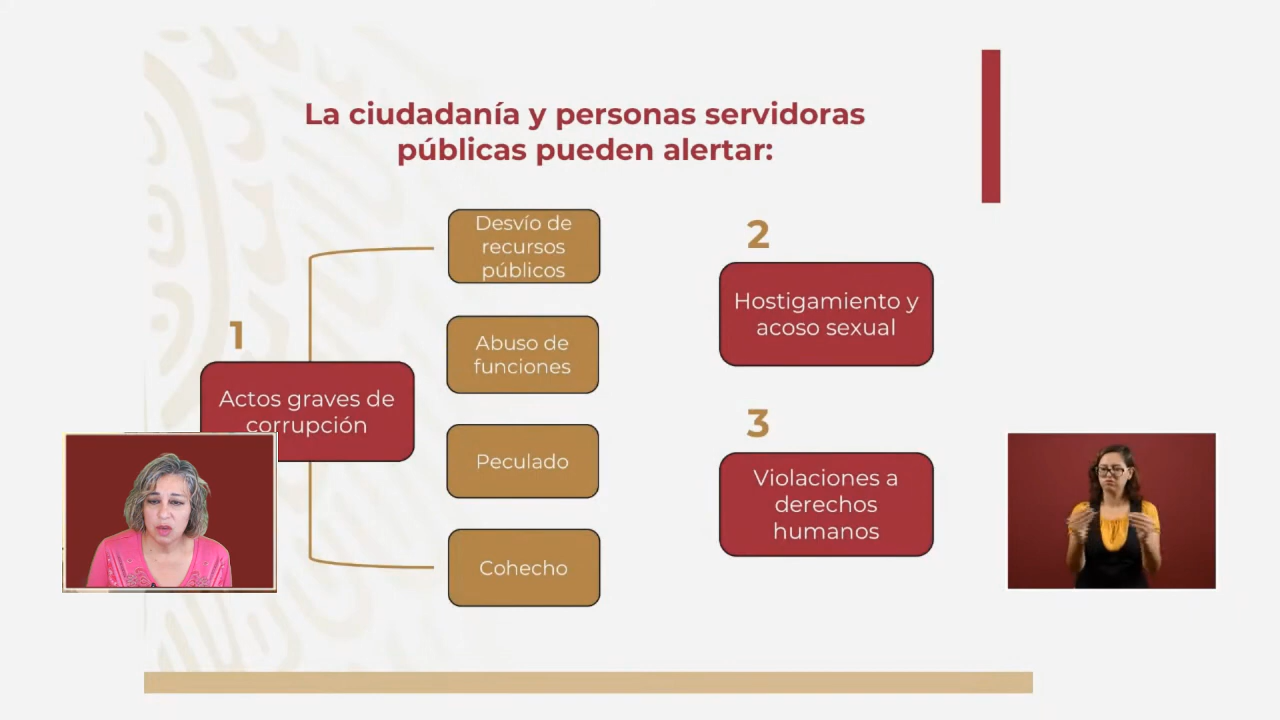 La ciudadanía y personas servidoras
públicas pueden alertar:
1
Actos graves de
corrupción
Desvío de
recursos
públicos
Abuso de
funciones
Peculado
Cohecho
2
Hostigamiento y
acoso sexual
3
Violaciones a
derechos
humanos